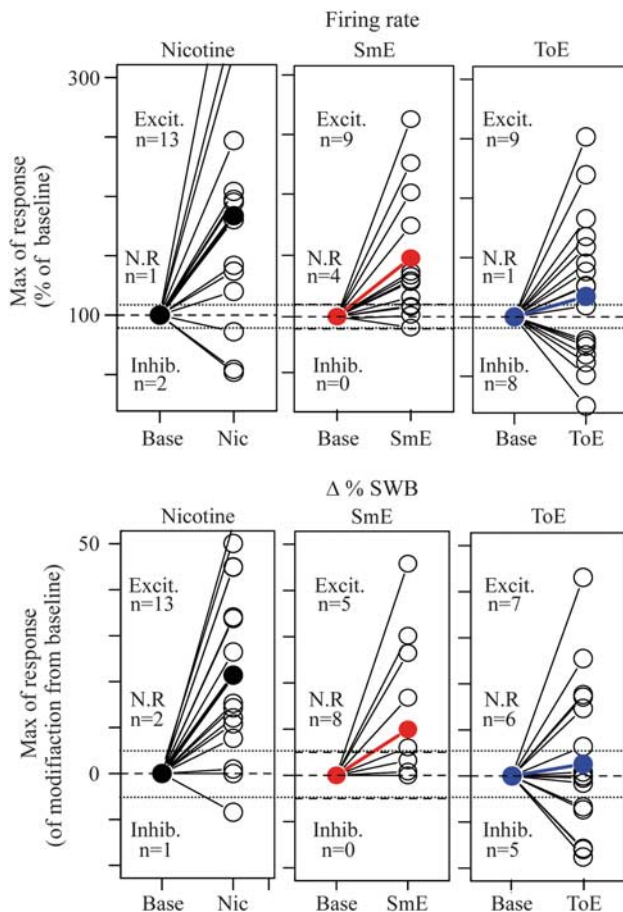 Firing rate
Nicotine SmE ToE
Max of response
(% of baseline)
300
100
Excit.
n=13
N.R
n=1
Inhib.
n=2
Base Nic
Excit.
n=9
N.R
n=4
Inhib.
n=0
Base SmE
Excit.
n=9
N.R
n=1
Inhib.
n=8
Base ToE
Δ % SWB
Nicotine SmE ToE
Max of response
(of modifiaction from baseline)
50
0
Excit.
n=13
N.R
n=2
Inhib.
n=1
Base Nic
Excit.
n=5
N.R
n=8
Inhib.
n=0
Base SmE
Excit.
n=7
N.R
n=6
Inhib.
n=5
Base ToE